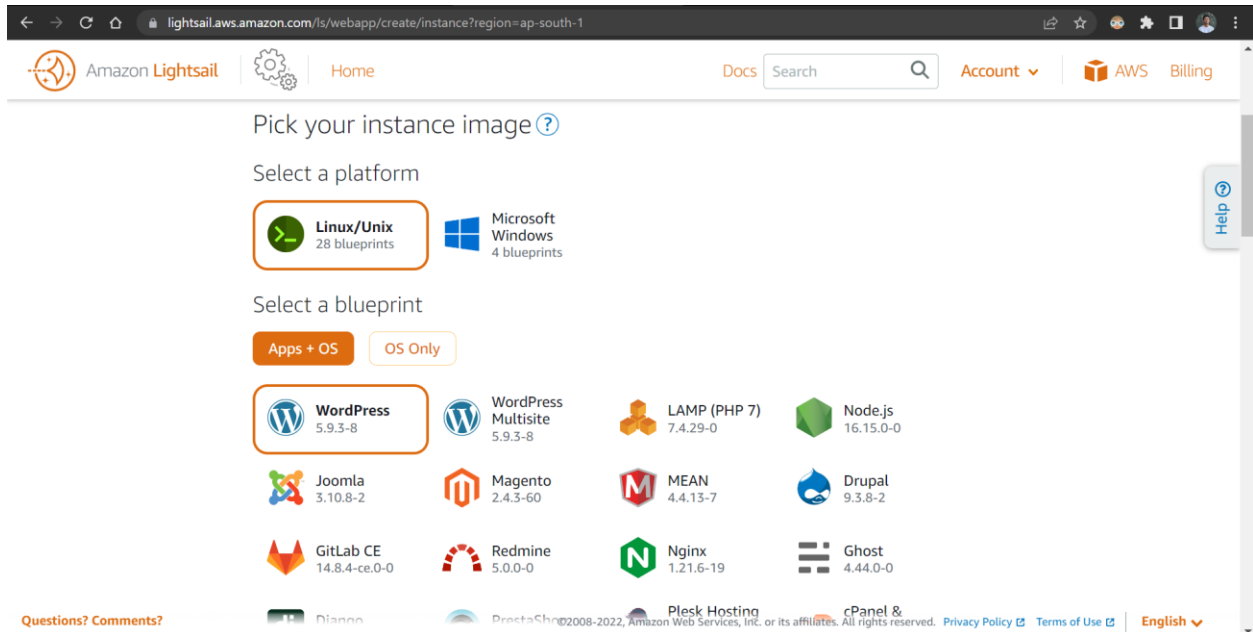 lightsail.aws.amazon.com/ls/webapp/create/instance?region=ap-south-1
Amazon Lightsail
Home
Docs
Search
Account
AWS
Billing
Pick your instance image ?
Select a platform
Linux/Unix
28 blueprints
Microsoft
Windows
4 blueprints
Help ?
Select a blueprint
Apps + OS
OS Only
WordPress
5.9.3-8
WordPress
Multisite
5.9.3-8
LAMP (PHP 7)
7.4.29-0
Node.js
16.15.0-0
Joomla
3.10.8-2
Magento
2.4.3-60
MEAN
4.4.13-7
Drupal
9.3.8-2
GitLab CE
14.8.4-ce.0-0
Redmine
5.0.0-0
Nginx
1.21.6-19
Ghost
4.44.0-0
Django
PrestaShop
Plesk Hosting
cPanel &
Questions? Comments?
©2008-2022, Amazon Web Services, Inc. or its affiliates. All rights reserved.
Privacy Policy
Terms of Use
English